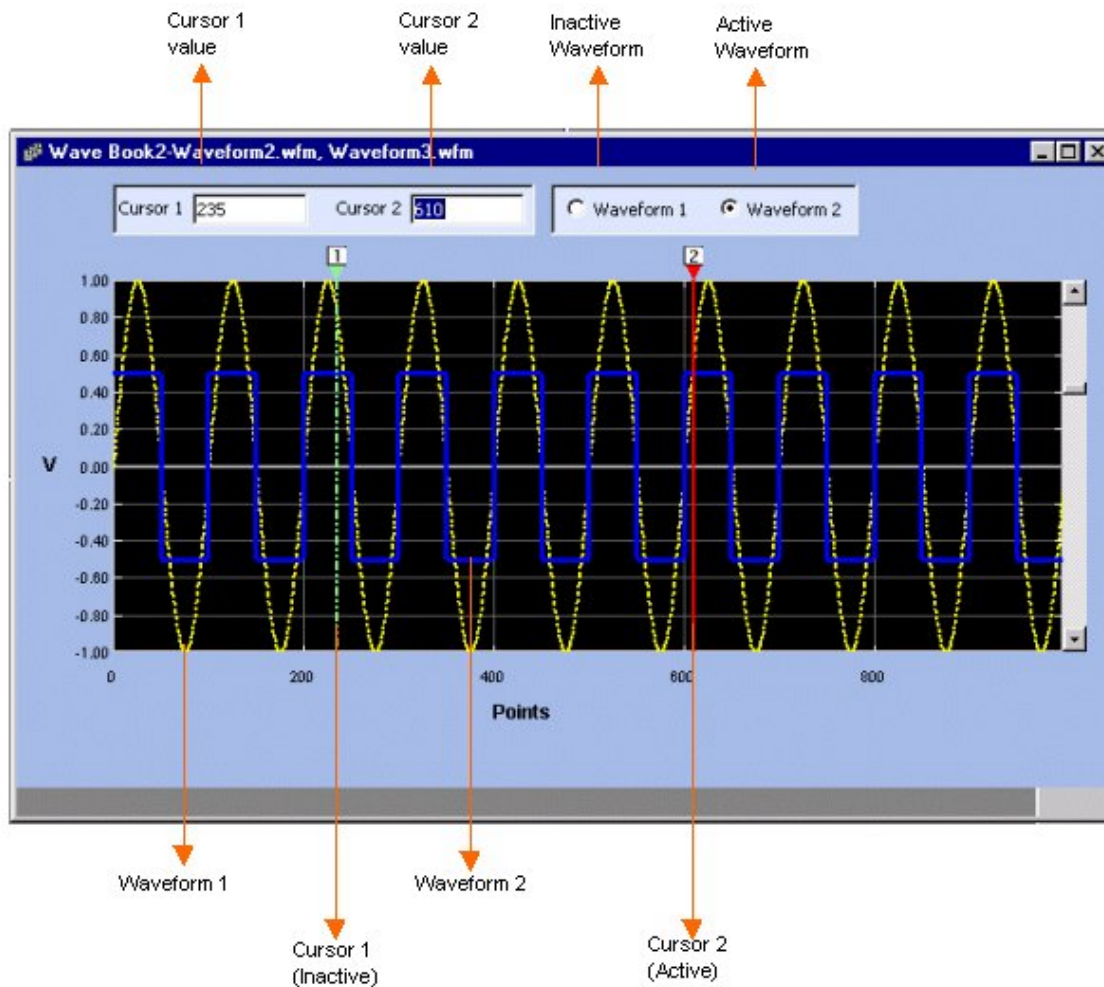 Cursor 1
value
Cursor 2
value
Inactive
Waveform
Active
Waveform
Wave Book2-Waveform2.wfm, Waveform3.wfm
Cursor 1 235 Cursor 2 610 Waveform 1 Waveform 2
1 2
1.00
0.80
0.60
0.40
0.20
V 0.00
-0.20
-0.40
-0.60
-0.80
-1.00
0 200 400 600 800
Points
Waveform 1 Waveform 2
Cursor 1
(Inactive)
Cursor 2
(Active)